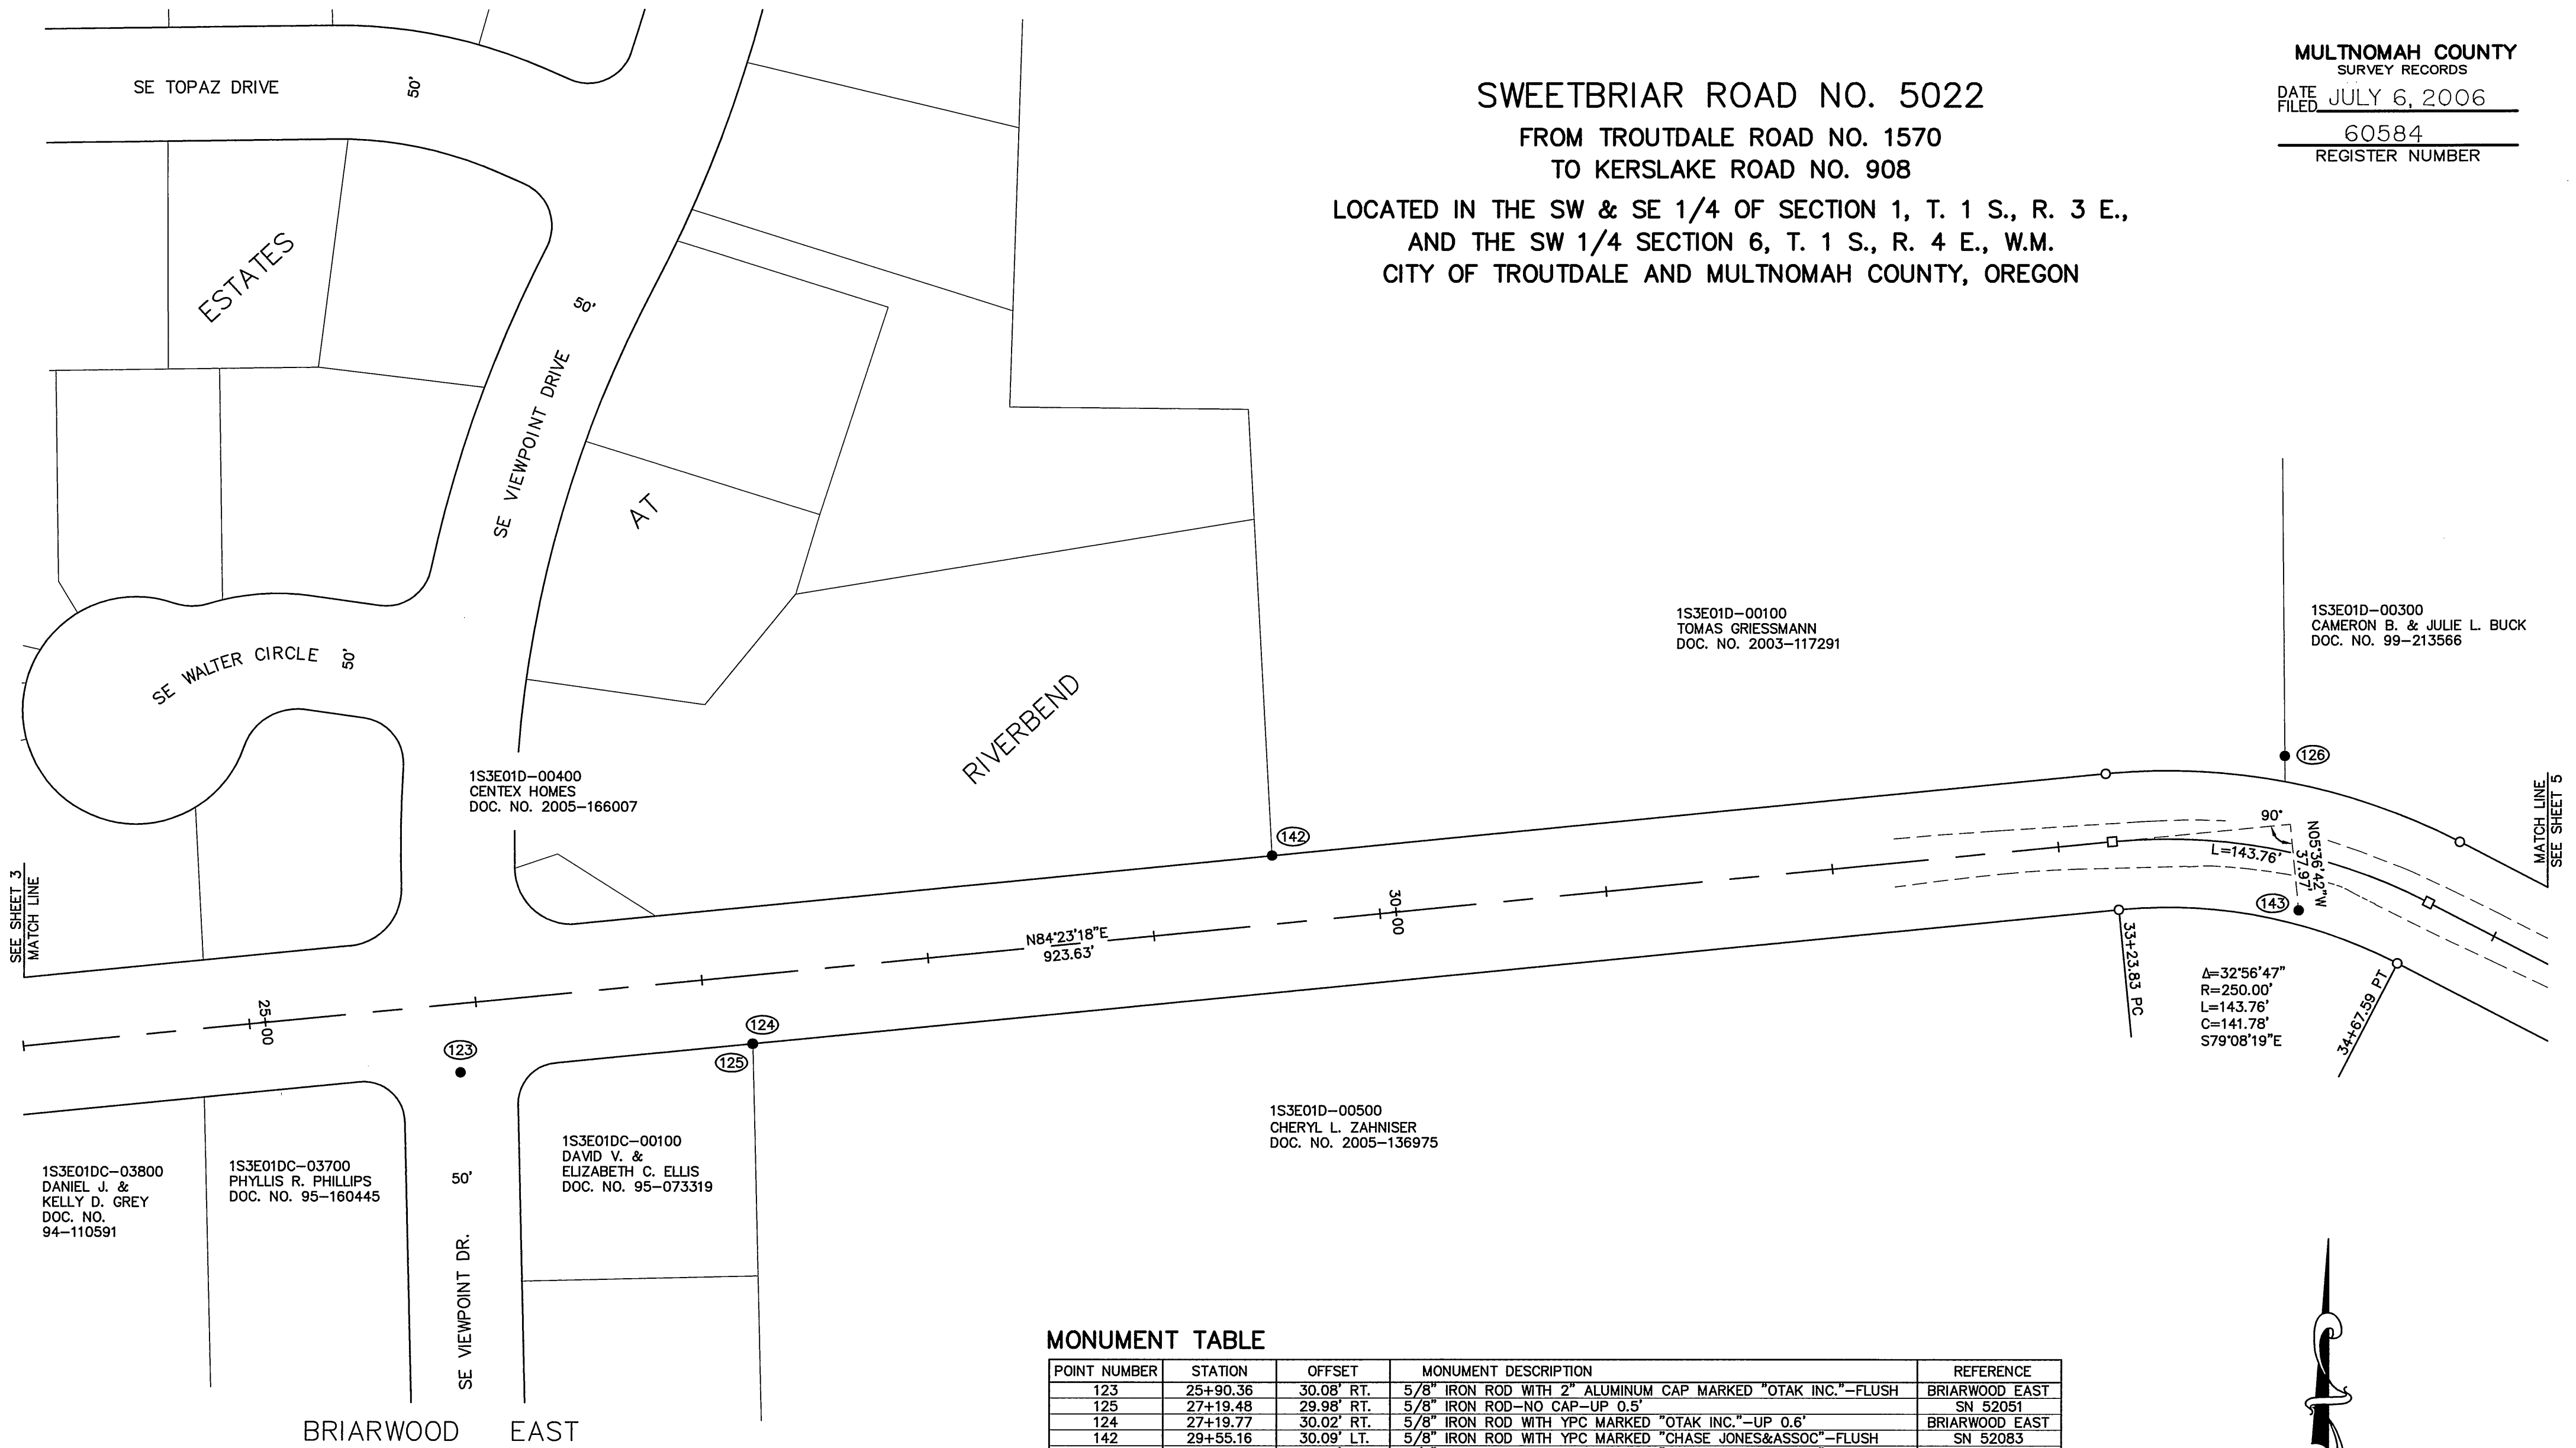 MULTNOMAH COUNTY
SURVEY RECORDS
DATE FILED JULY 6, 2006
60584
REGISTER NUMBER
SWEETBRIAR ROAD NO. 5022
FROM TROUTDALE ROAD NO. 1570
TO KERSLAKE ROAD NO. 908
LOCATED IN THE SW & SE 1/4 OF SECTION 1, T. 1 S., R. 3 E.,
AND THE SW 1/4 SECTION 6, T. 1 S., R. 4 E., W.M.
CITY OF TROUTDALE AND MULTNOMAH COUNTY, OREGON
SE TOPAZ DRIVE
50'
ESTATES
50'
SE VIEWPOINT DRIVE
AT
SE WALTER CIRCLE
50'
RIVERBEND
1S3E01D-00400
CENTEX HOMES
DOC. NO. 2005-166007
1S3E01D-00100
TOMAS GRIESSMANN
DOC. NO. 2003-117291
1S3E01D-00300
CAMERON B. & JULIE L. BUCK
DOC. NO. 99-213566
126
142
90°
L=143.76'
N05°36'42"W
37.97'
143
MATCH LINE
SEE SHEET 5
SEE SHEET 3
MATCH LINE
25+00
30+00
N84°23'18"E
923.63'
33+23.83 PC
34+67.59 PT
Δ=32°56'47"
R=250.00'
L=143.76'
C=141.78'
S79°08'19"E
123
124
125
1S3E01D-00500
CHERYL L. ZAHNISER
DOC. NO. 2005-136975
1S3E01DC-03800
DANIEL J. &
KELLY D. GREY
DOC. NO.
94-110591
1S3E01DC-03700
PHYLLIS R. PHILLIPS
DOC. NO. 95-160445
50'
SE VIEWPOINT DR.
1S3E01DC-00100
DAVID V. &
ELIZABETH C. ELLIS
DOC. NO. 95-073319
BRIARWOOD EAST
MONUMENT TABLE
POINT NUMBER STATION OFFSET MONUMENT DESCRIPTION REFERENCE
123 25+90.36 30.08' RT. 5/8" IRON ROD WITH 2" ALUMINUM CAP MARKED "OTAK INC."-FLUSH BRIARWOOD EAST
125 27+19.48 29.98' RT. 5/8" IRON ROD-NO CAP-UP 0.5' SN 52051
124 27+19.77 30.02' RT. 5/8" IRON ROD WITH YPC MARKED "OTAK INC."-UP 0.6' BRIARWOOD EAST
142 29+55.16 30.09' LT. 5/8" IRON ROD WITH YPC MARKED "CHASE JONES&ASSOC"-FLUSH SN 52083